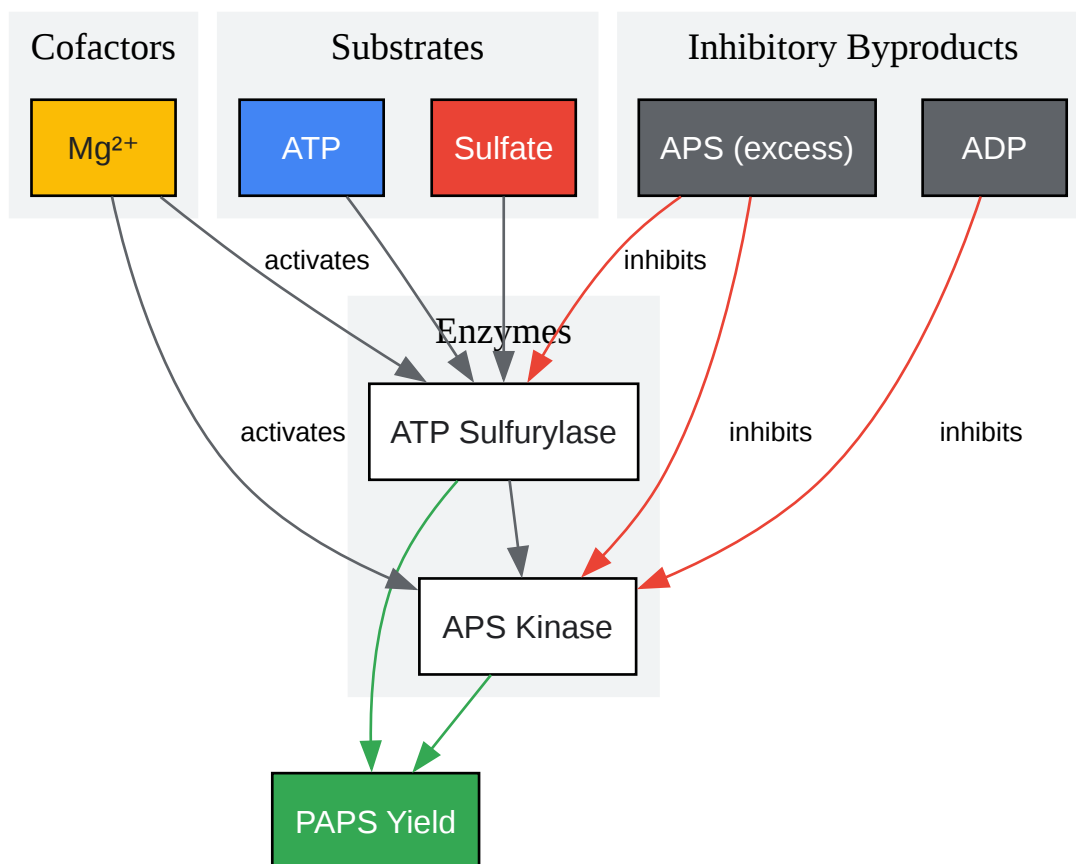 Cofactors
Substrates
Inhibitory Byproducts
Mg²⁺
ATP
Sulfate
APS (excess)
ADP
activates
inhibits
Enzymes
ATP Sulfurylase
activates
inhibits
inhibits
APS Kinase
PAPS Yield